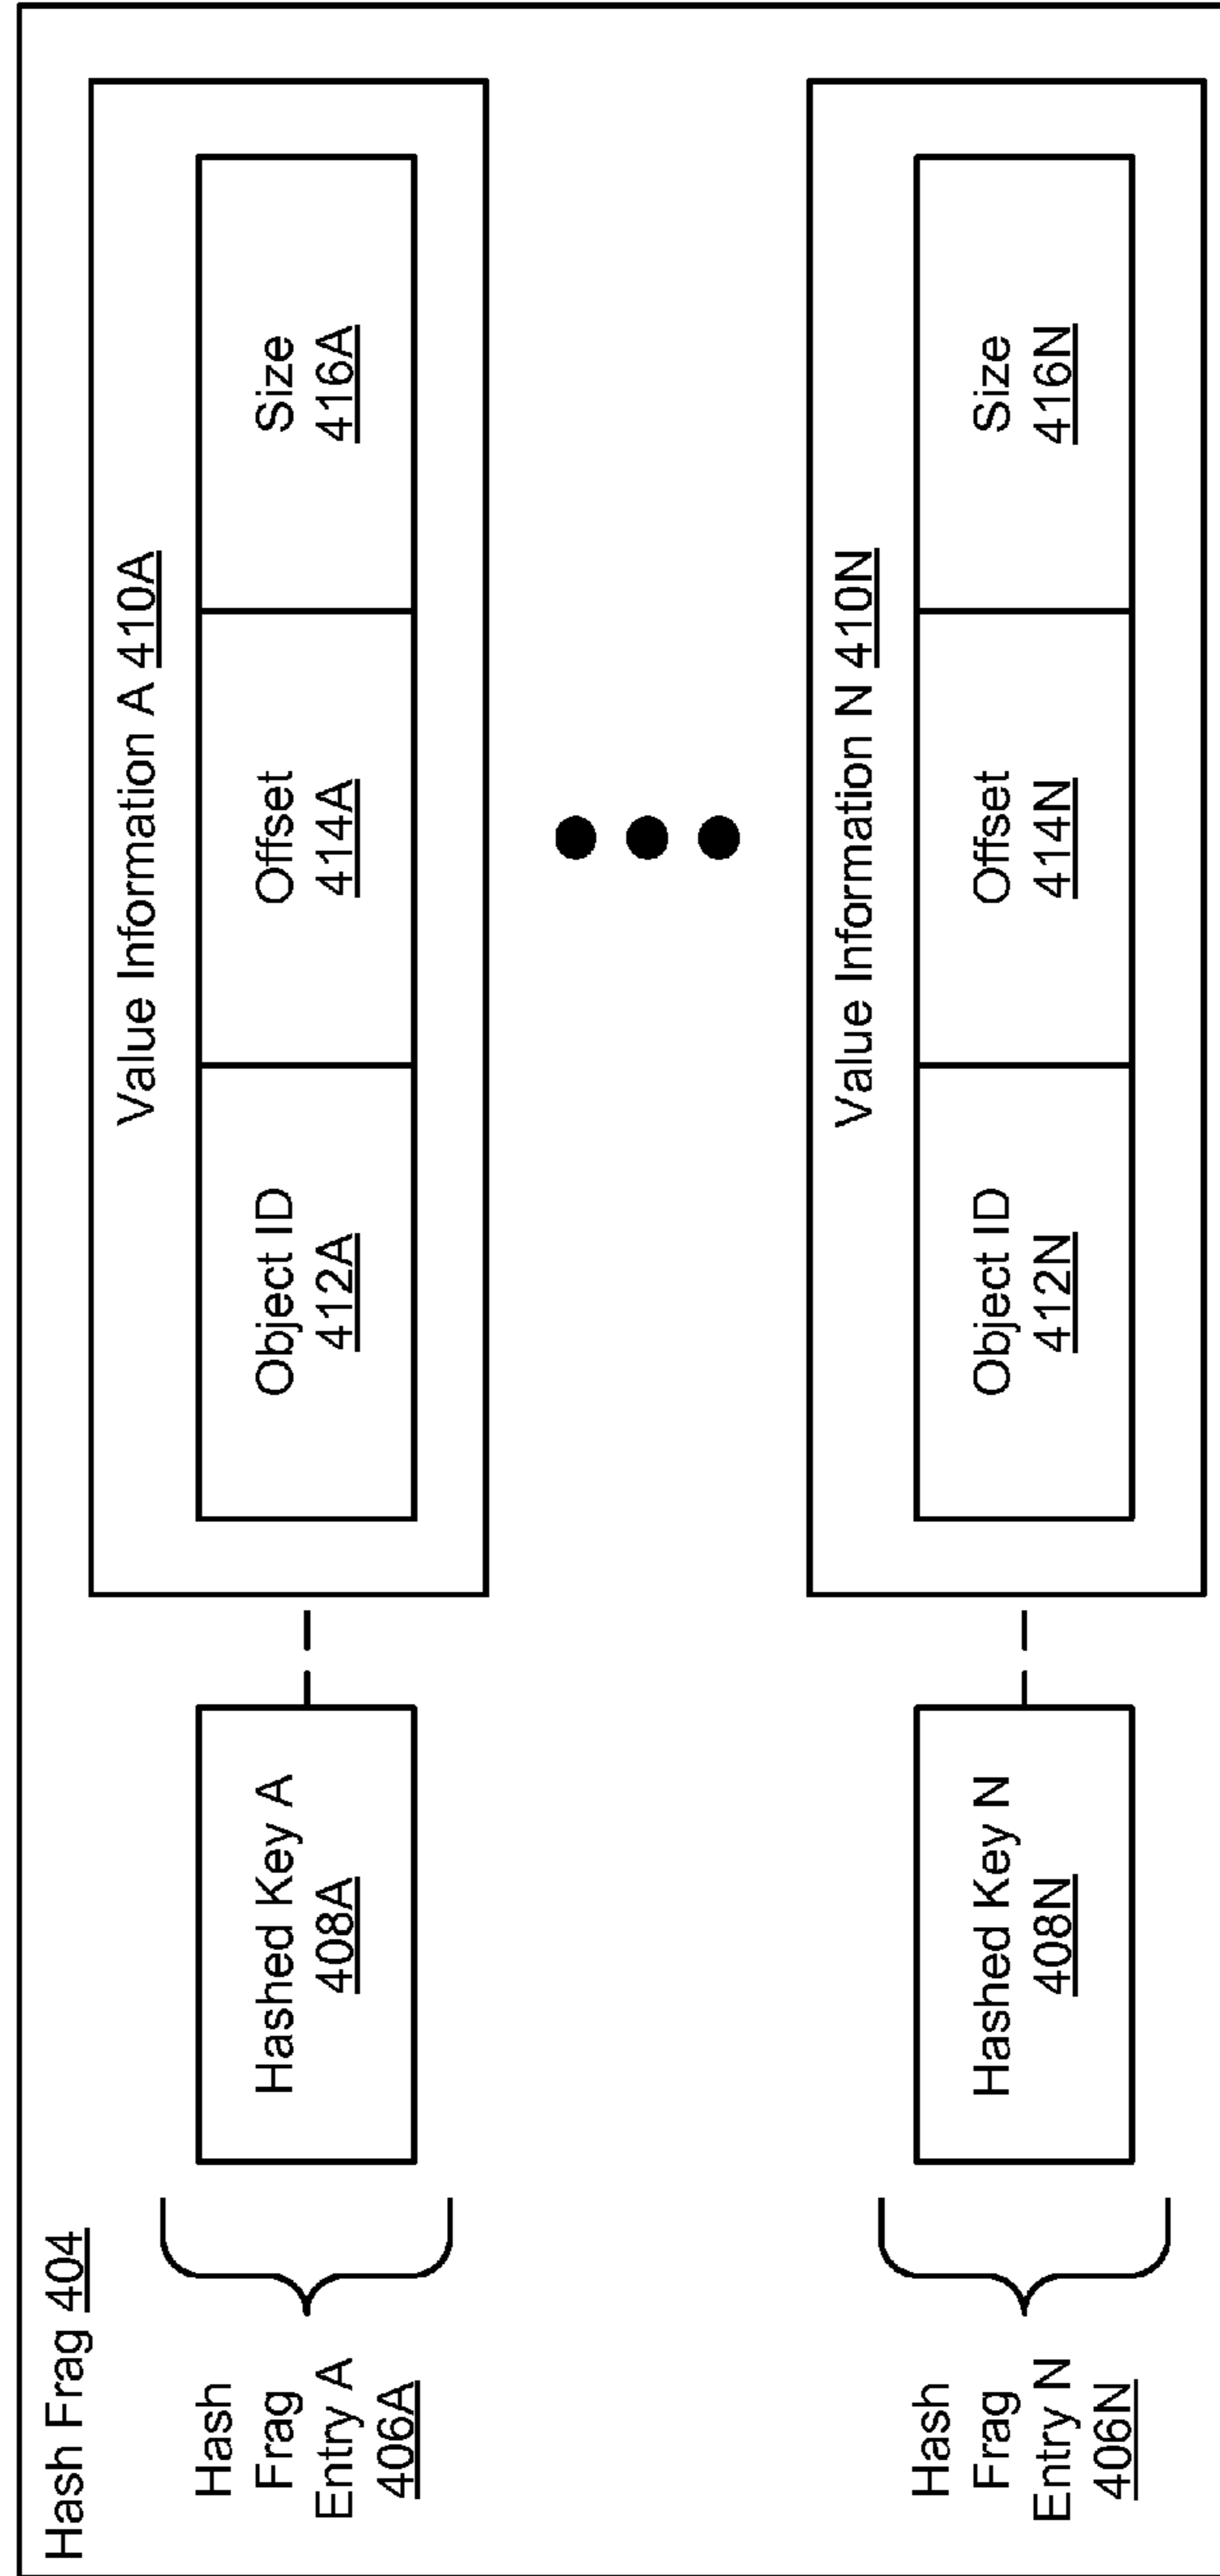 Hash Frag 404
Hash
Frag
Entry A
406A
Hashed Key A
408A
Value Information A 410A
Object ID
412A
Offset
414A
Size
416A
Hash
Frag
Entry N
406N
Hashed Key N
408N
Value Information N 410N
Object ID
412N
Offset
414N
Size
416N